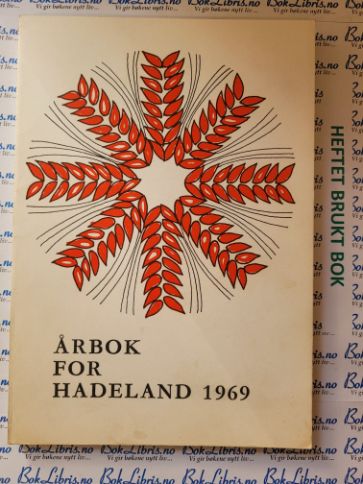 ÅRBOK
FOR
HADELAND 1969
HEFTET BRUKT BOK
BokLibris.no
Vi gir bøkene nytt liv...